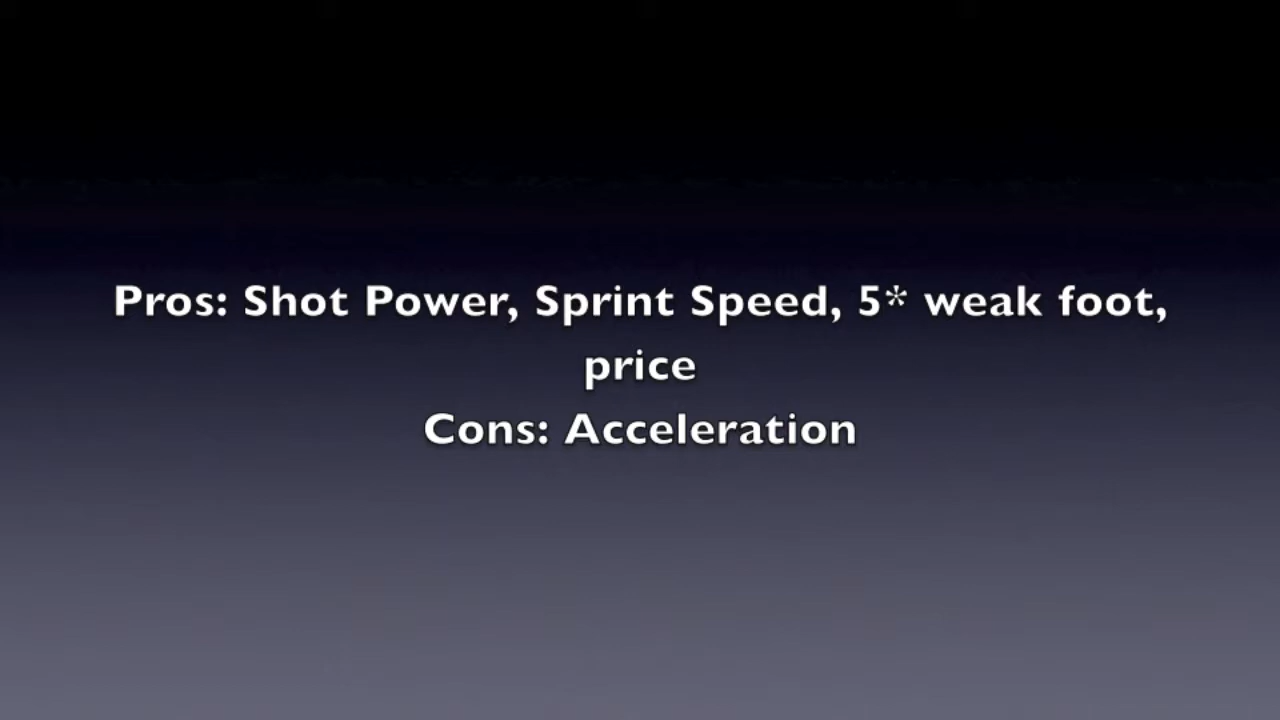 Pros: Shot Power, Sprint Speed, 5* weak foot,
price
Cons: Acceleration